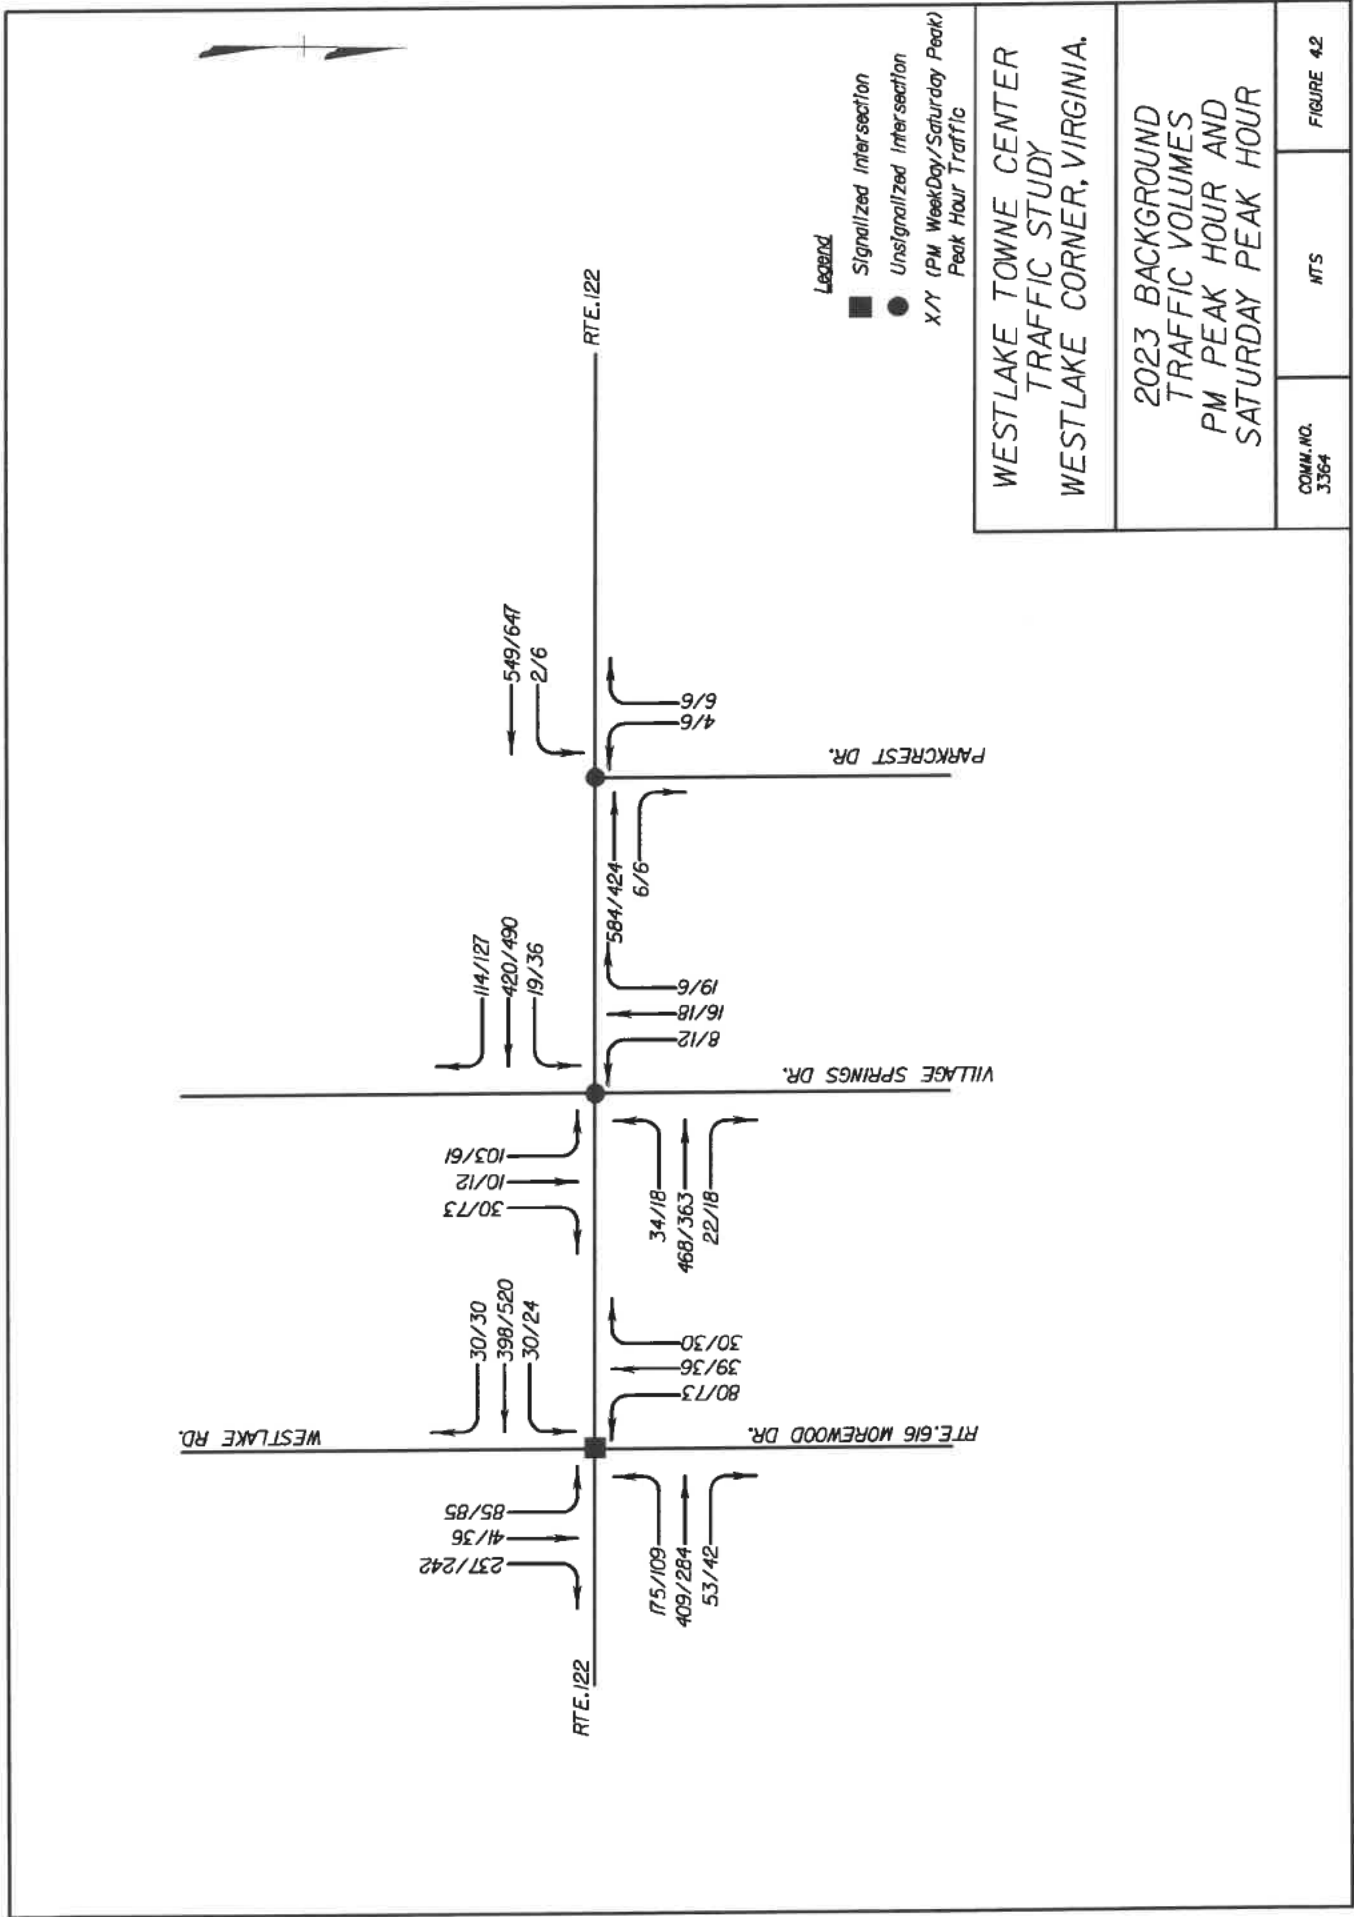 RTE.122
WESTLAKE RD.
RTE.616 MOREWOOD DR.
237/242
41/36
85/85
30/30
398/520
30/24
175/109
409/284
53/42
80/73
39/36
30/30
VILLAGE SPRINGS DR.
30/73
10/12
103/61
114/127
420/490
19/36
34/18
468/363
22/18
8/12
16/18
19/6
PARKCREST DR.
549/647
2/6
584/424
6/6
4/6
6/6
RTE.122
Legend
Signalized Intersection
Unsignalized Intersection
X/Y (PM WeekDay/Saturday Peak)
Peak Hour Traffic
WESTLAKE TOWNE CENTER
TRAFFIC STUDY
WESTLAKE CORNER, VIRGINIA.
2023 BACKGROUND
TRAFFIC VOLUMES
PM PEAK HOUR AND
SATURDAY PEAK HOUR
COMM.NO.
3364
NTS
FIGURE 4.2